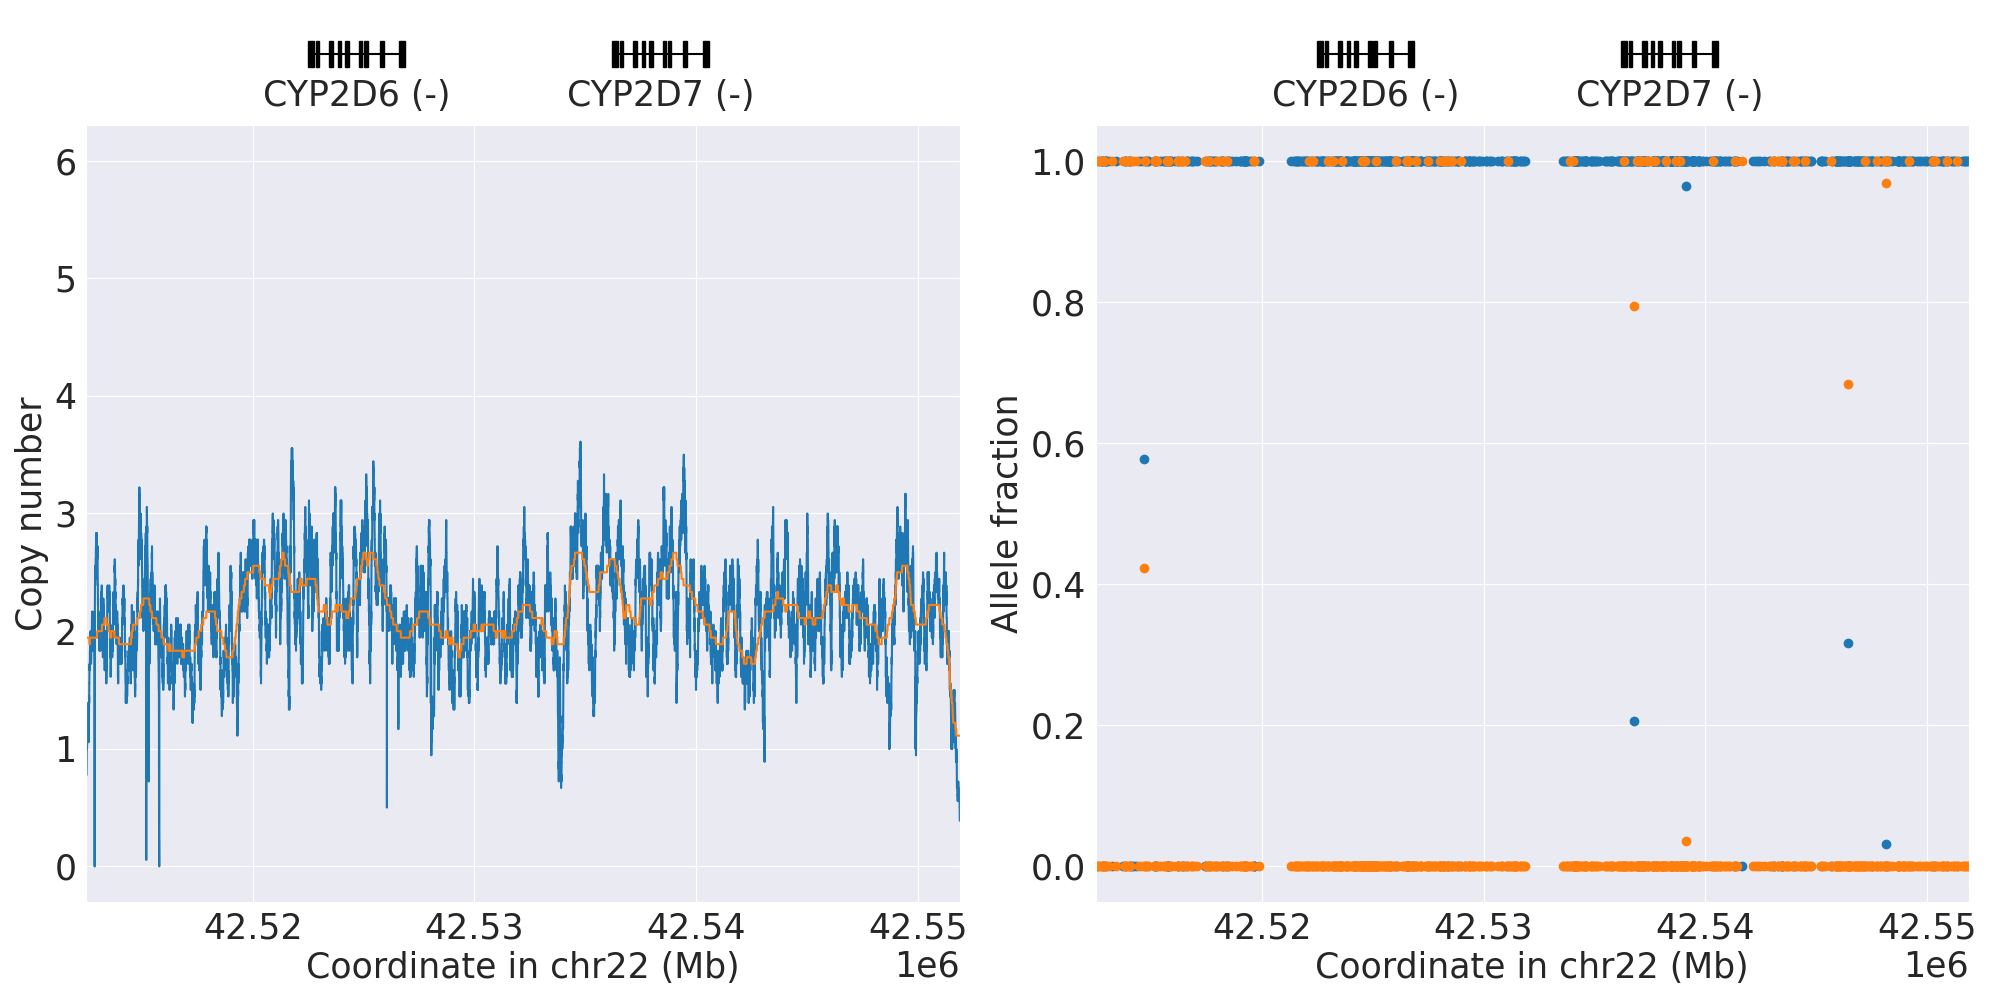 CYP2D6 (-)
CYP2D7 (-)
6
5
4
3
2
1
0
Copy number
42.52
42.53
42.54
42.55
Coordinate in chr22 (Mb)
1e6
CYP2D6 (-)
CYP2D7 (-)
1.0
0.8
0.6
0.4
0.2
0.0
Allele fraction
42.52
42.53
42.54
42.55
Coordinate in chr22 (Mb)
1e6